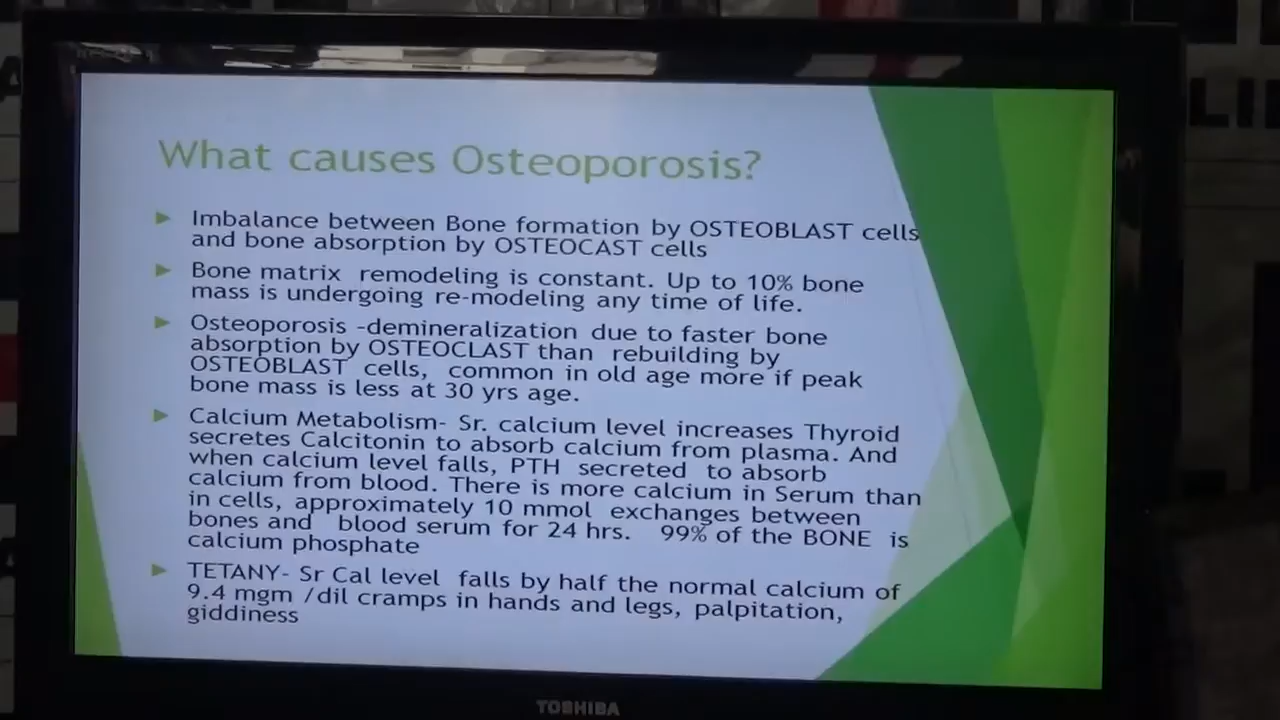 What causes Osteoporosis?
Imbalance between Bone formation by OSTEOBLAST cells
and bone absorption by OSTEOCAST cells
Bone matrix remodeling is constant. Up to 10% bone
mass is undergoing re-modeling any time of life.
Osteoporosis -demineralization due to faster bone
absorption by OSTEOCLAST than rebuilding by
OSTEOBLAST cells, common in old age more if peak
bone mass is less at 30 yrs age.
Calcium Metabolism- Sr. calcium level increases Thyroid
secretes Calcitonin to absorb calcium from plasma. And
when calcium level falls, PTH secreted to absorb
calcium from blood. There is more calcium in Serum than
in cells, approximately 10 mmol exchanges between
bones and blood serum for 24 hrs. 99% of the BONE is
calcium phosphate
TETANY- Sr Cal level falls by half the normal calcium of
9.4 mgm /dil cramps in hands and legs, palpitation,
giddiness
TOSHIBA